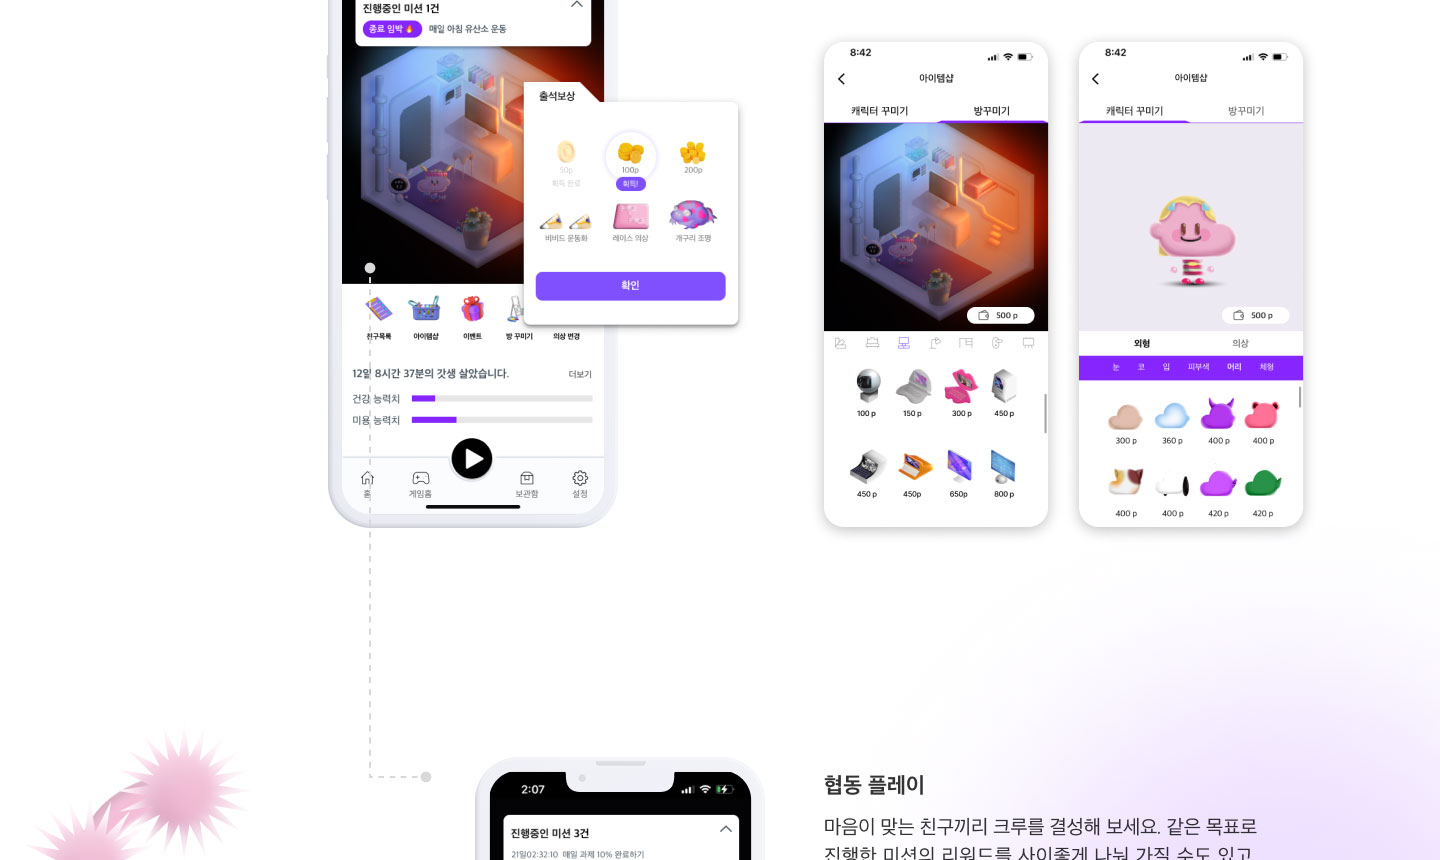 진행중인 미션 1건
종료 임박 매일 아침 유산소 운동
출석보상
50p
획득 완료
100p
획득!
200p
비비드 운동화
레이스 의상
개구리 조명
확인
친구목록
아이템샵
이벤트
방 꾸미기
의상 변경
12일 8시간 37분의 갓생 살았습니다.
더보기
건강 능력치
미용 능력치
홈
게임홈
보관함
설정
8:42
아이템샵
캐릭터 꾸미기
방꾸미기
500 p
100 p
150 p
300 p
450 p
450 p
450p
650p
800 p
8:42
아이템샵
캐릭터 꾸미기
방꾸미기
500 p
외형
의상
눈
코
입
피부색
머리
체형
300 p
360 p
400 p
400 p
400 p
400 p
420 p
420 p
2:07
진행중인 미션 3건
21일02:32:10 매일 과제 10% 완료하기
협동 플레이
마음이 맞는 친구끼리 크루를 결성해 보세요. 같은 목표로
진행한 미션의 리워드를 사이좋게 나눠 가질 수도 있고